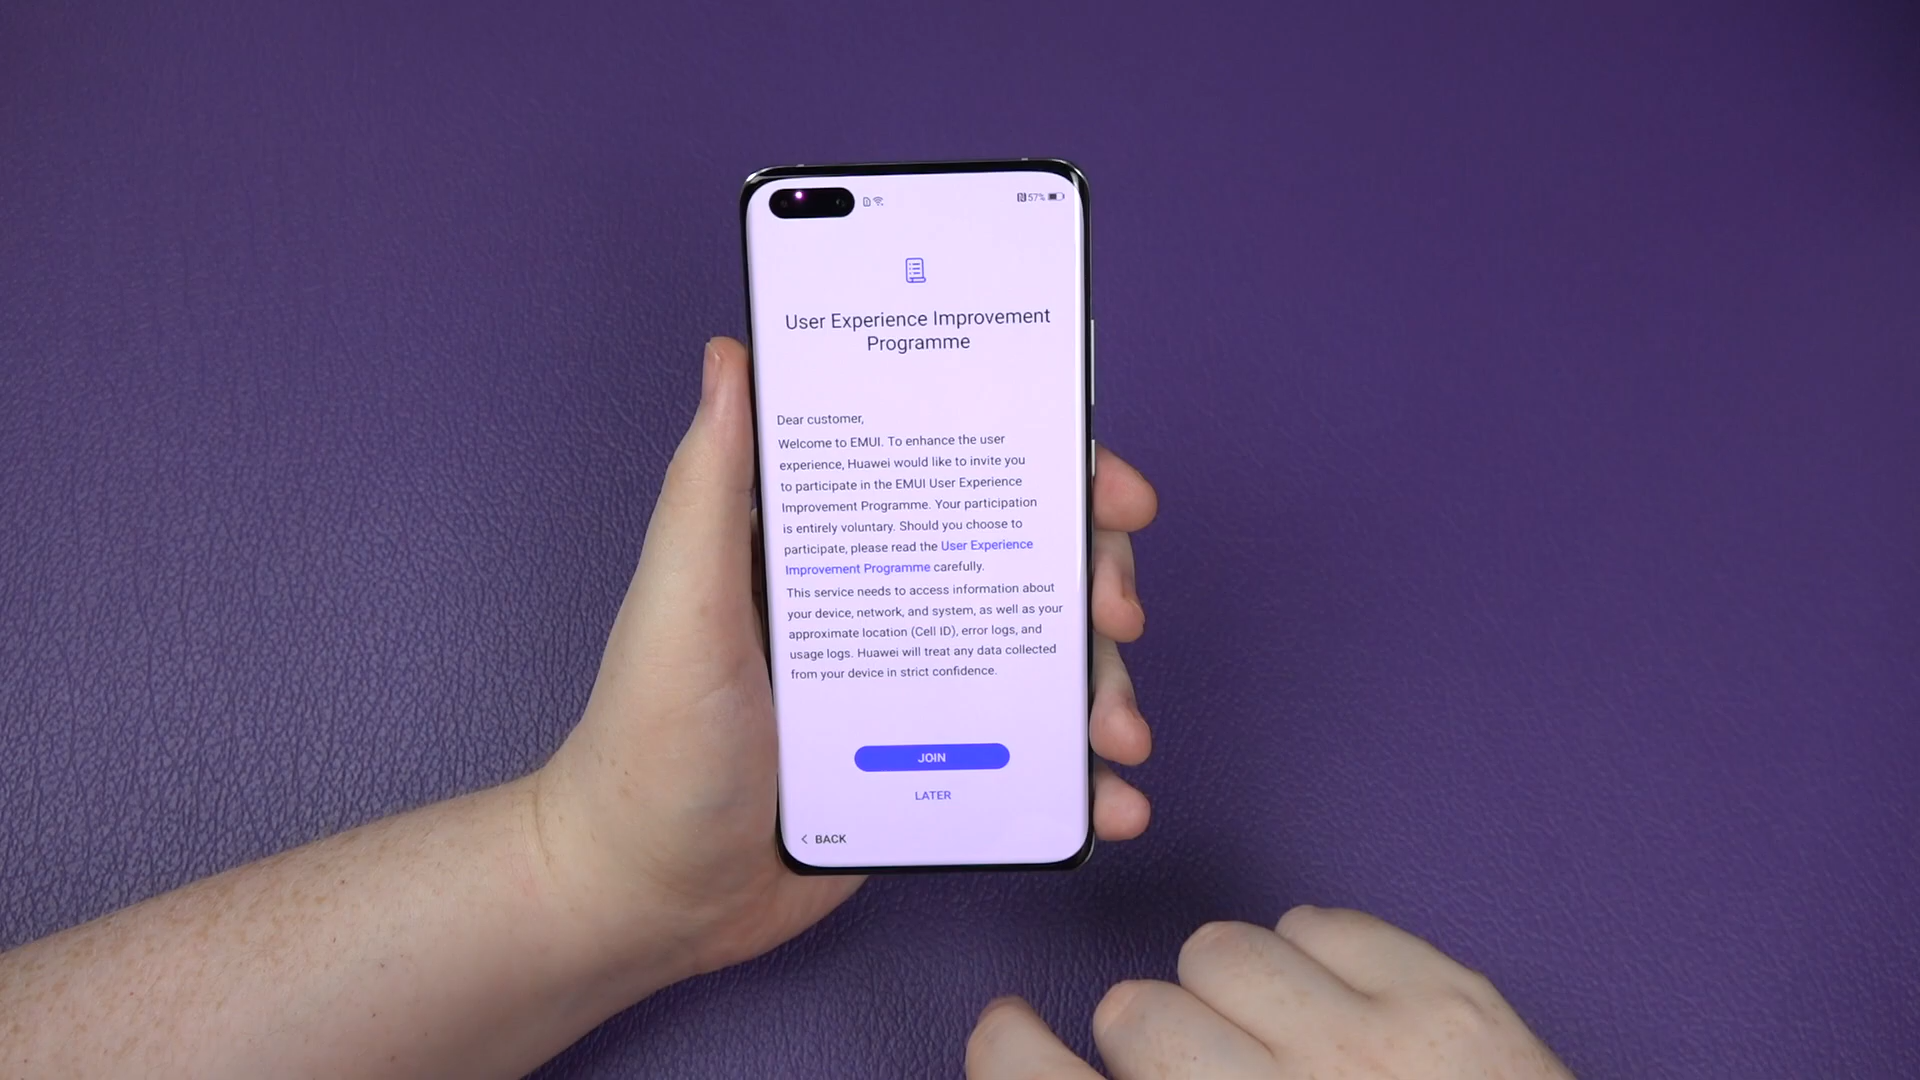 57%
User Experience Improvement
Programme
Dear customer,
Welcome to EMUI. To enhance the user
experience, Huawei would like to invite you
to participate in the EMUI User Experience
Improvement Programme. Your participation
is entirely voluntary. Should you choose to
participate, please read the User Experience
Improvement Programme carefully.
This service needs to access information about
your device, network, and system, as well as your
approximate location (Cell ID), error logs, and
usage logs. Huawei will treat any data collected
from your device in strict confidence.
JOIN
LATER
BACK